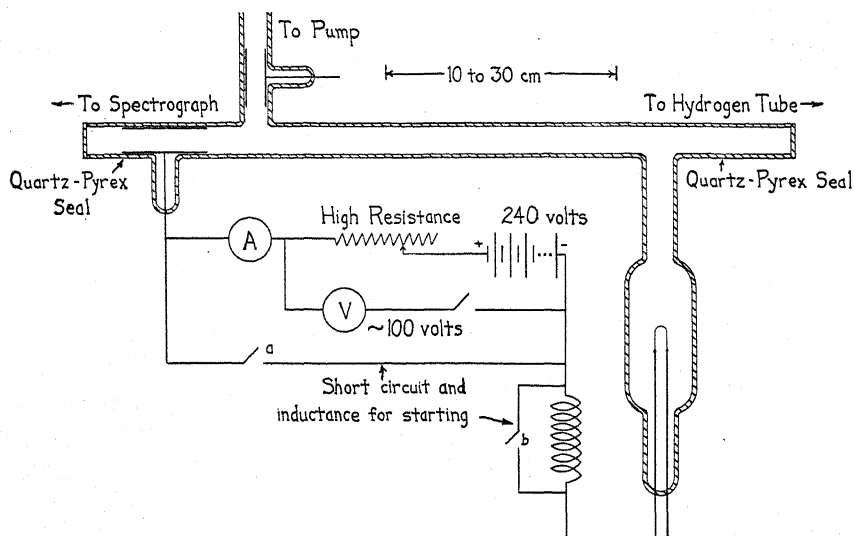 To Pump
10 to 30 cm
To Spectrograph
To Hydrogen Tube
Quartz-Pyrex
Seal
Quartz-Pyrex Seal
High Resistance
240 volts
A
+
-
V
~100 volts
a
Short circuit and
inductance for starting
b